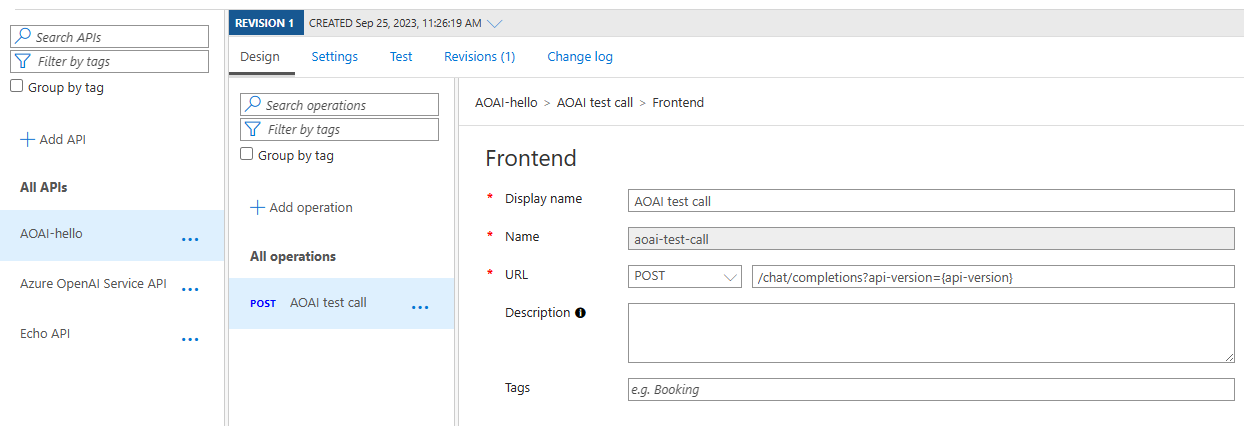 REVISION 1 CREATED Sep 25, 2023, 11:26:19 AM
Search APIs
Filter by tags
Group by tag
Add API
All APIs
AOAI-hello
Azure OpenAI Service API
Echo API
Design Settings Test Revisions (1) Change log
Search operations
Filter by tags
Group by tag
Add operation
All operations
POST AOAI test call
AOAI-hello > AOAI test call > Frontend
Frontend
* Display name AOAI test call
* Name aoai-test-call
* URL POST /chat/completions?api-version={api-version}
Description
Tags e.g. Booking